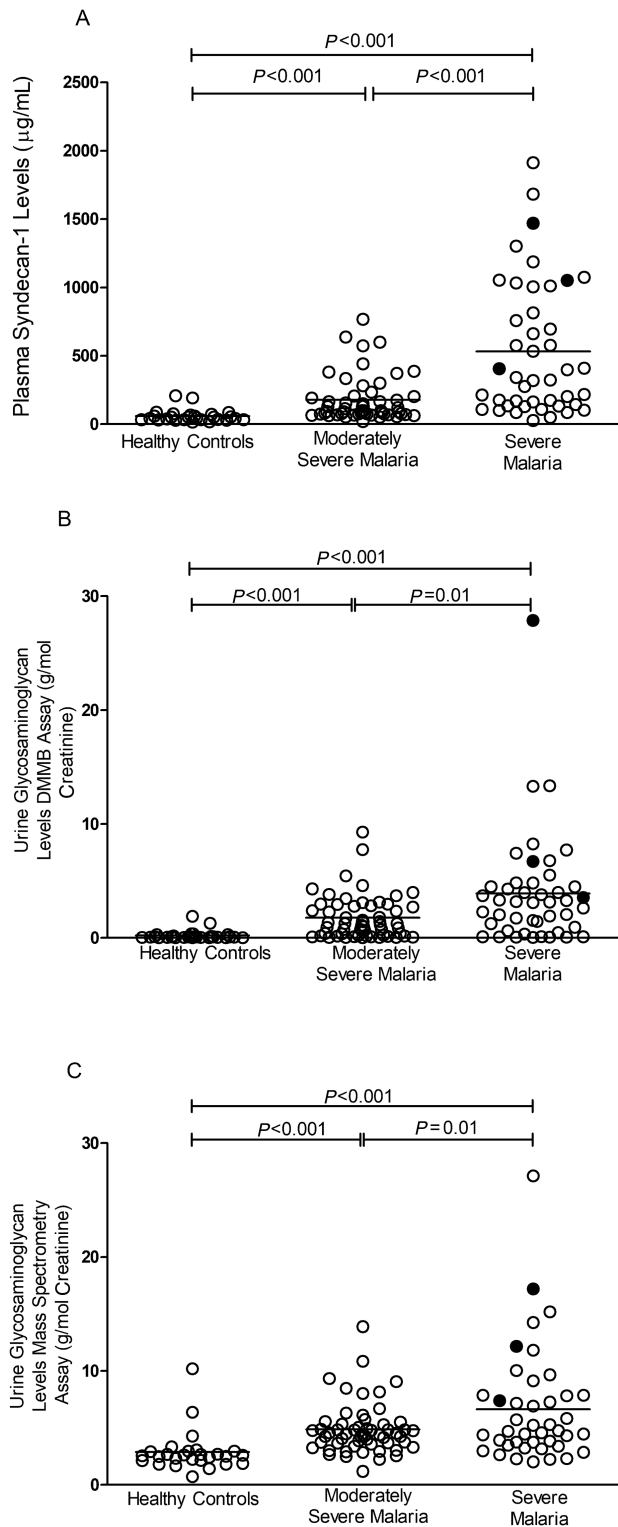 A
P<0.001
P<0.001
P<0.001
Plasma Syndecan-1 Levels (μg/mL)
2500
2000
1500
1000
500
0
Healthy Controls
Moderately
Severe Malaria
Severe
Malaria
B
P<0.001
P<0.001
P=0.01
Urine Glycosaminoglycan
Levels DMMB Assay (g/mol
Creatinine)
30
20
10
0
Healthy Controls
Moderately
Severe Malaria
Severe
Malaria
C
P<0.001
P<0.001
P=0.01
Urine Glycosaminoglycan
Levels Mass Spectrometry
Assay (g/mol Creatinine)
30
20
10
0
Healthy Controls
Moderately
Severe Malaria
Severe
Malaria